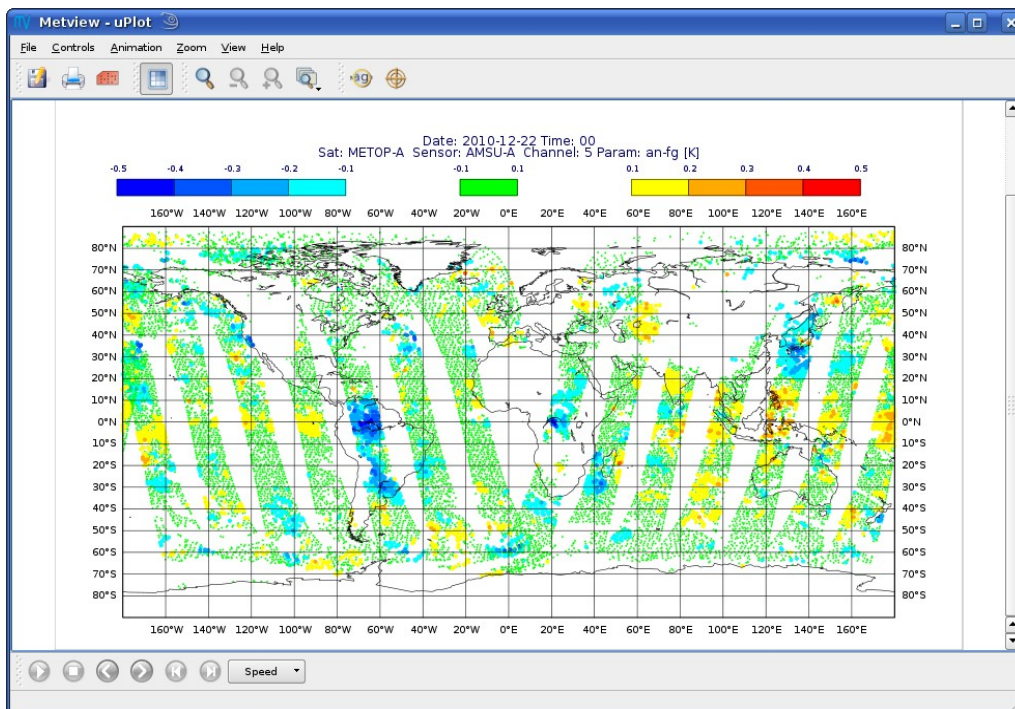 Metview - uPlot
File Controls Animation Zoom View Help
Date: 2010-12-22 Time: 00
Sat: METOP-A Sensor: AMSU-A Channel: 5 Param: an-fg [K]
-0.5 -0.4 -0.3 -0.2 -0.1 -0.1 0.1 0.1 0.2 0.3 0.4 0.5
160°W 140°W 120°W 100°W 80°W 60°W 40°W 20°W 0°E 20°E 40°E 60°E 80°E 100°E 120°E 140°E 160°E
80°N 80°N
70°N 70°N
60°N 60°N
50°N 50°N
40°N 40°N
30°N 30°N
20°N 20°N
10°N 10°N
0°N 0°N
10°S 10°S
20°S 20°S
30°S 30°S
40°S 40°S
50°S 50°S
60°S 60°S
70°S 70°S
80°S 80°S
160°W 140°W 120°W 100°W 80°W 60°W 40°W 20°W 0°E 20°E 40°E 60°E 80°E 100°E 120°E 140°E 160°E
Speed